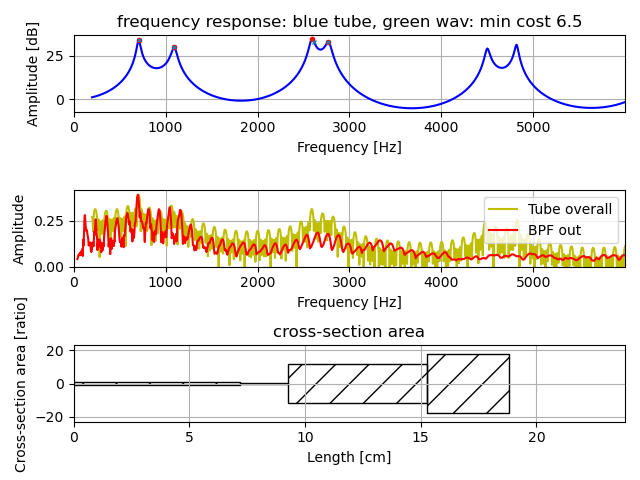 frequency response: blue tube, green wav: min cost 6.5
Amplitude [dB]
25
0
0 1000 2000 3000 4000 5000
Frequency [Hz]
Amplitude
0.25
0.00
Tube overall
BPF out
0 1000 2000 3000 4000 5000
Frequency [Hz]
cross-section area
Cross-section area [ratio]
20
0
−20
0 5 10 15 20
Length [cm]